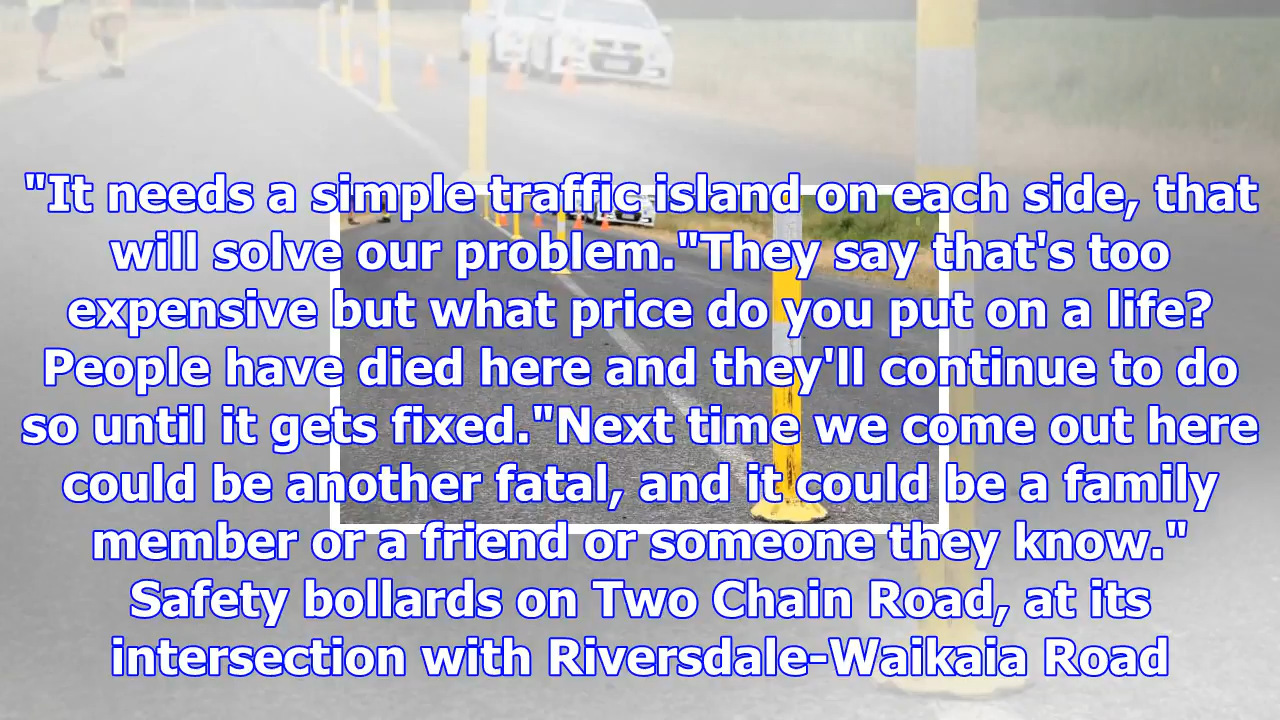 "It needs a simple traffic island on each side, that
will solve our problem."They say that's too
expensive but what price do you put on a life?
People have died here and they'll continue to do
so until it gets fixed."Next time we come out here
could be another fatal, and it could be a family
member or a friend or someone they know."
Safety bollards on Two Chain Road, at its
intersection with Riversdale-Waikaia Road